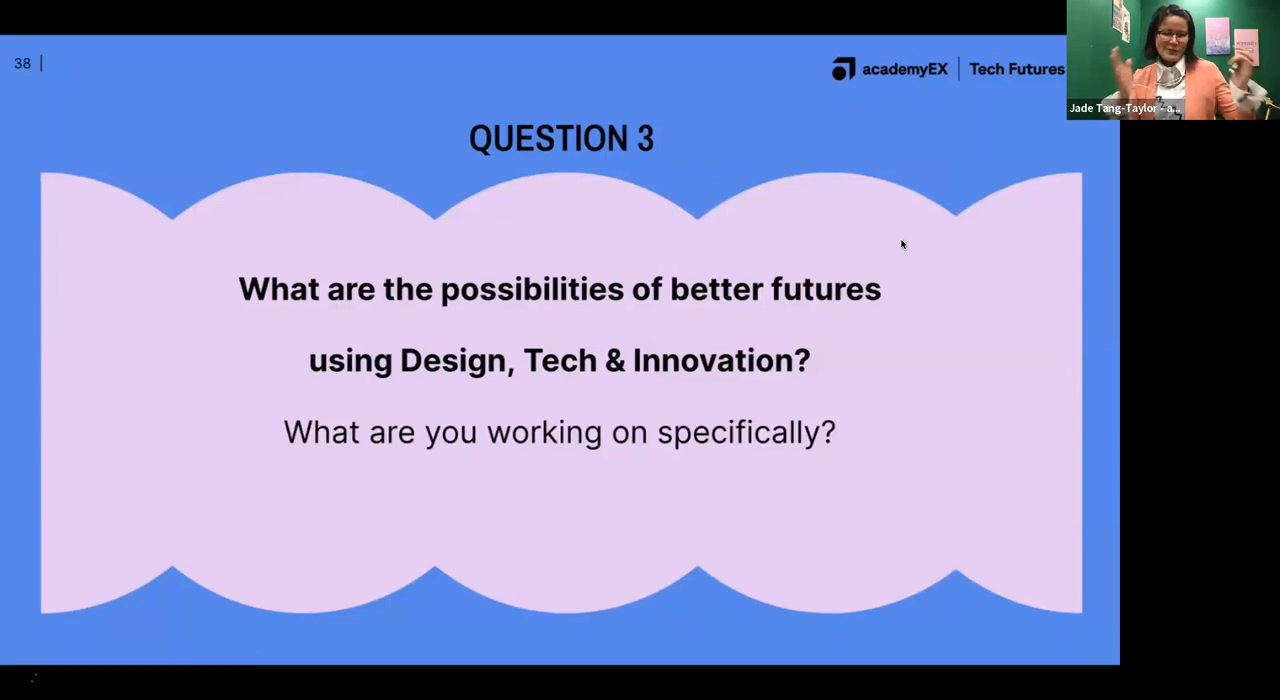 38 |
academyEX | Tech Futures
Jade Tang-Taylor - a...
QUESTION 3
What are the possibilities of better futures
using Design, Tech & Innovation?
What are you working on specifically?